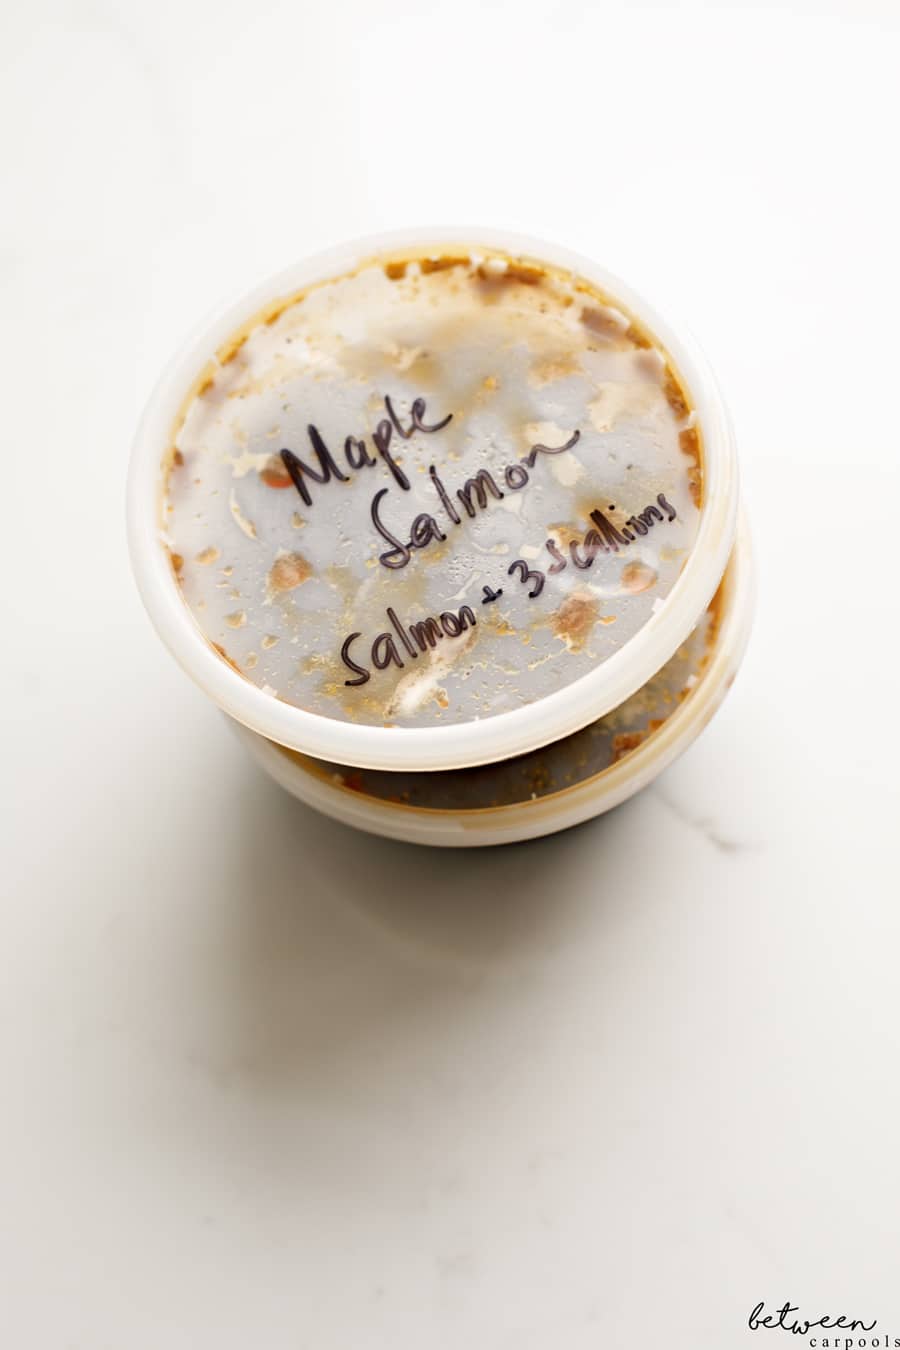 Maple
Salmon
Salmon + 3 scallions
between
carpools